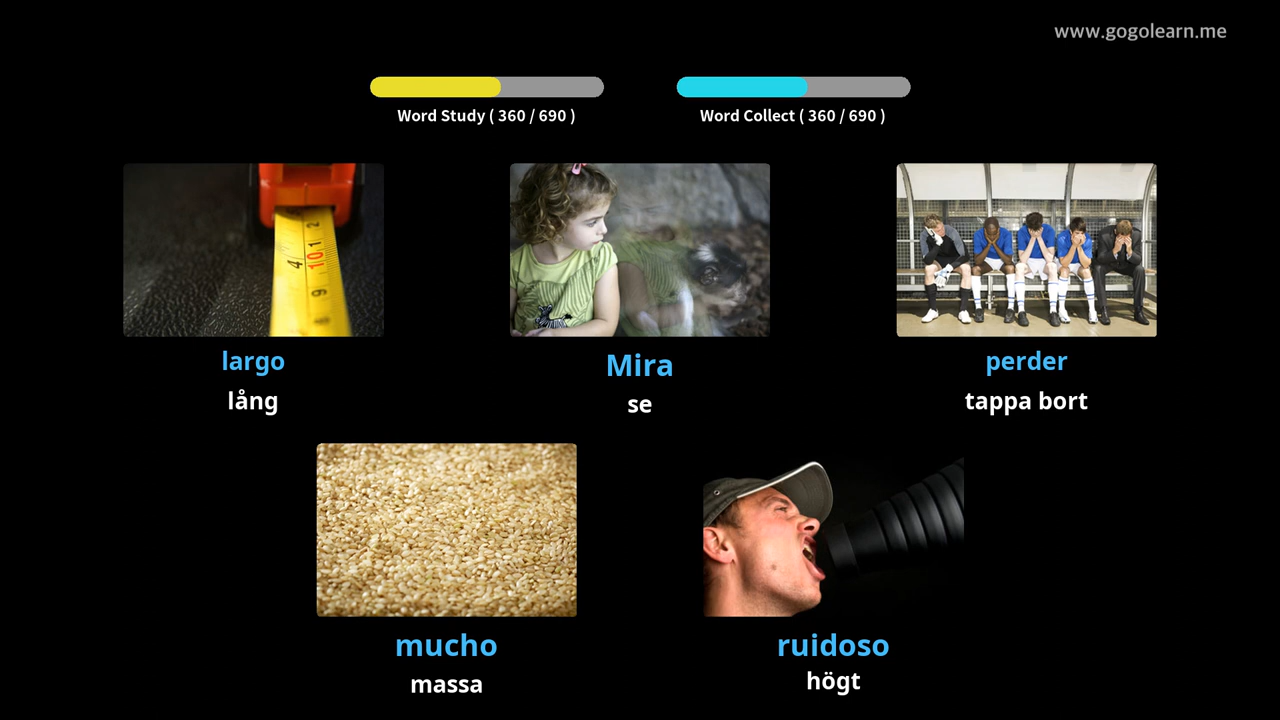 www.gogolearn.me
Word Study ( 360 / 690 )
Word Collect ( 360 / 690 )
largo
lång
Mira
se
perder
tappa bort
mucho
massa
ruidoso
högt